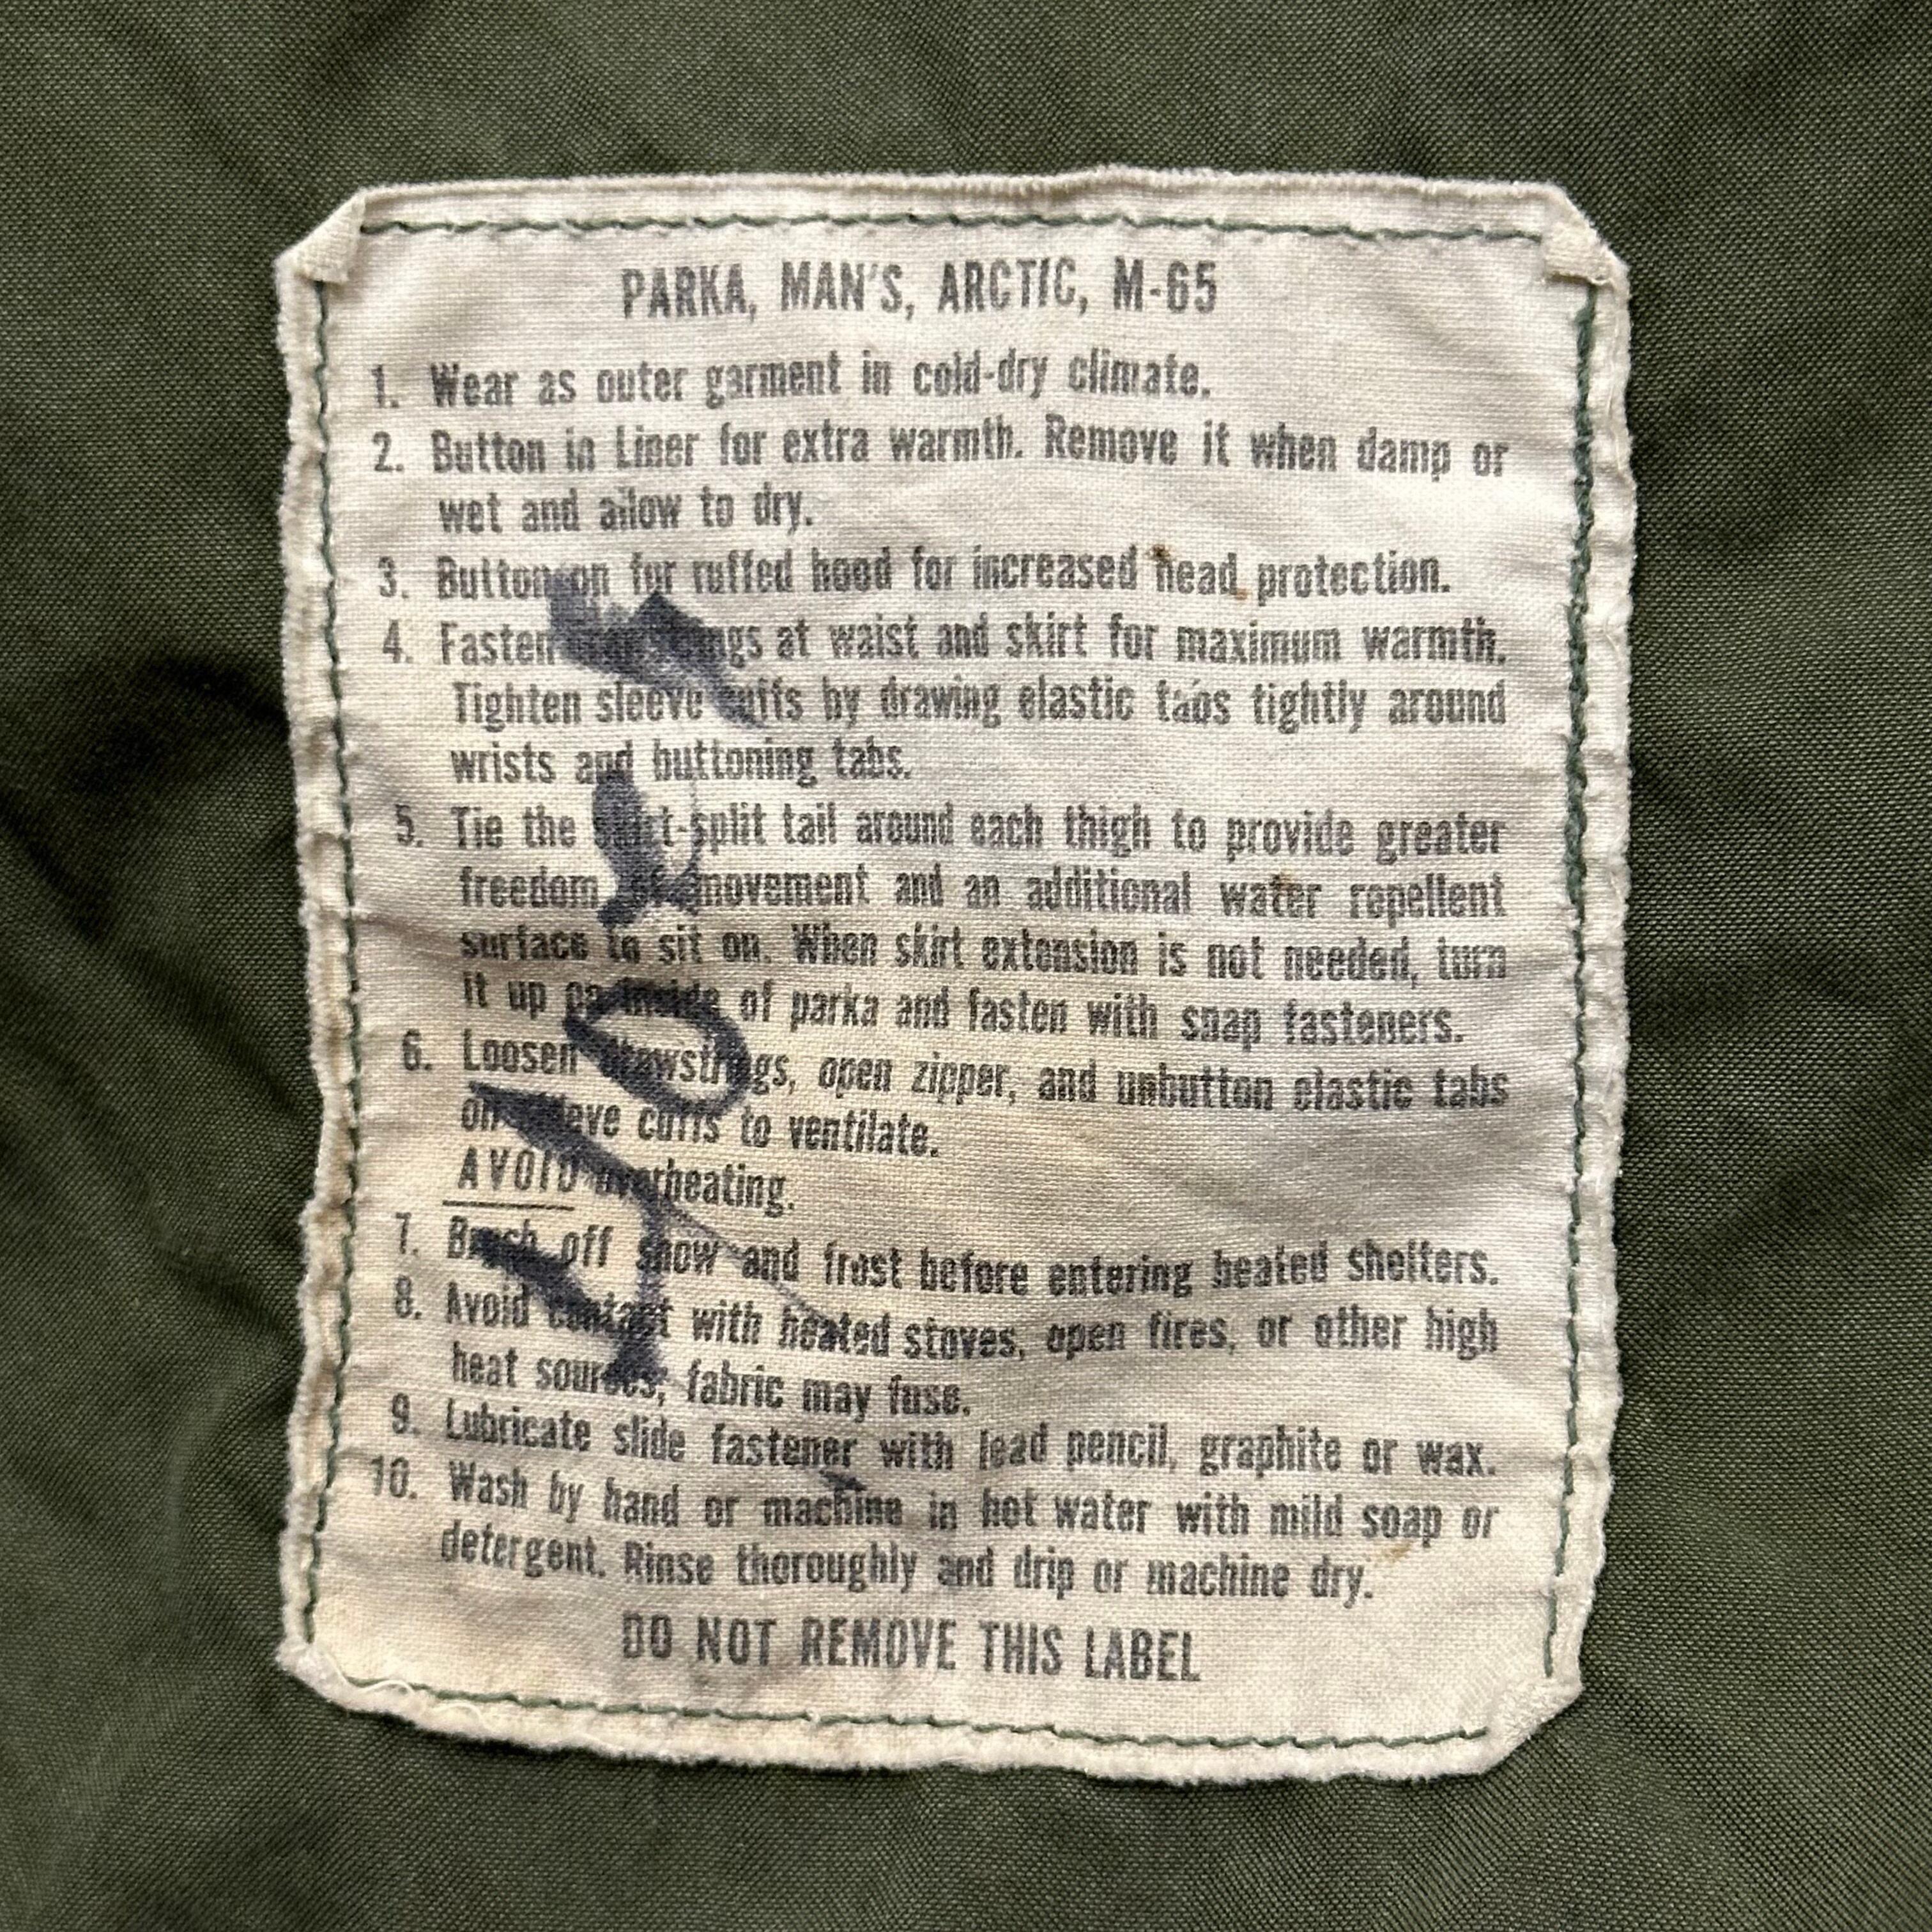 PARKA, MAN'S, ARCTIC, M-65
1. Wear as outer garment in cold-dry climate.
2. Button in Liner for extra warmth. Remove it when damp or
wet and allow to dry.
3. Button on fur ruffed hood for increased head protection.
4. Fasten drawstrings at waist and skirt for maximum warmth.
Tighten sleeve cuffs by drawing elastic tabs tightly around
wrists and buttoning tabs.
5. Tie the split tail around each thigh to provide greater
freedom of movement and an additional water repellent
surface to sit on. When skirt extension is not needed, turn
it up on inside of parka and fasten with snap fasteners.
6. Loosen drawstrings, open zipper, and unbutton elastic tabs
on sleeve cuffs to ventilate.
AVOID overheating.
7. Brush off snow and frost before entering heated shelters.
8. Avoid contact with heated stoves, open fires, or other high
heat sources; fabric may fuse.
9. Lubricate slide fastener with lead pencil, graphite or wax.
10. Wash by hand or machine in hot water with mild soap or
detergent. Rinse thoroughly and drip or machine dry.
DO NOT REMOVE THIS LABEL